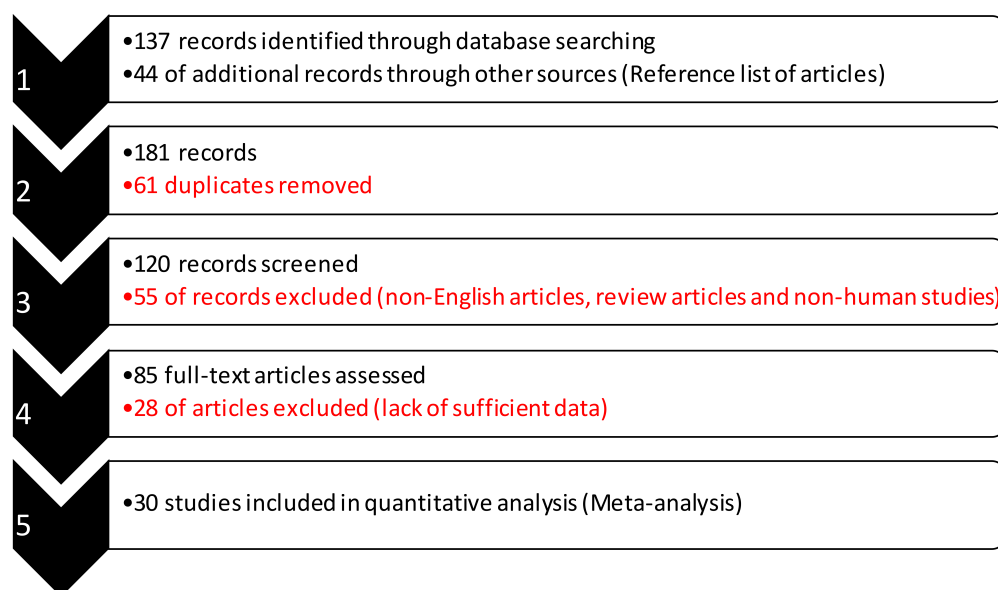 1
•137 records identified through database searching
•44 of additional records through other sources (Reference list of articles)
2
•181 records
•61 duplicates removed
3
•120 records screened
•55 of records excluded (non-English articles, review articles and non-human studies)
4
•85 full-text articles assessed
•28 of articles excluded (lack of sufficient data)
5
•30 studies included in quantitative analysis (Meta-analysis)